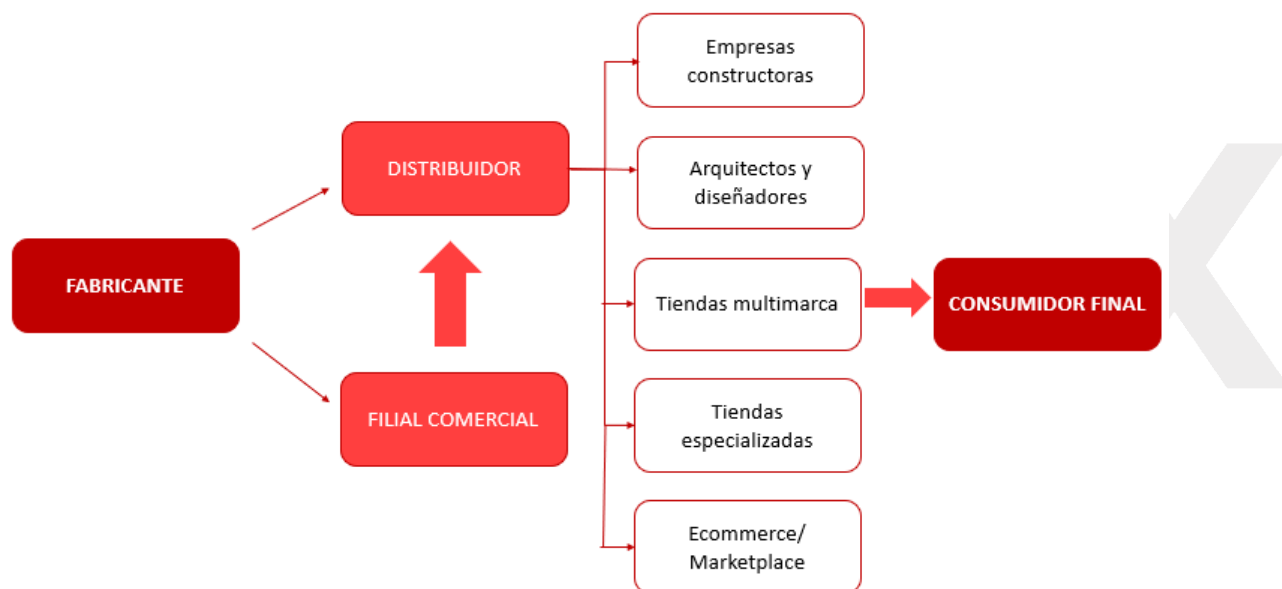 Empresas
constructoras
DISTRIBUIDOR
Arquitectos y
diseñadores
FABRICANTE
Tiendas multimarca
CONSUMIDOR FINAL
FILIAL COMERCIAL
Tiendas
especializadas
Ecommerce/
Marketplace